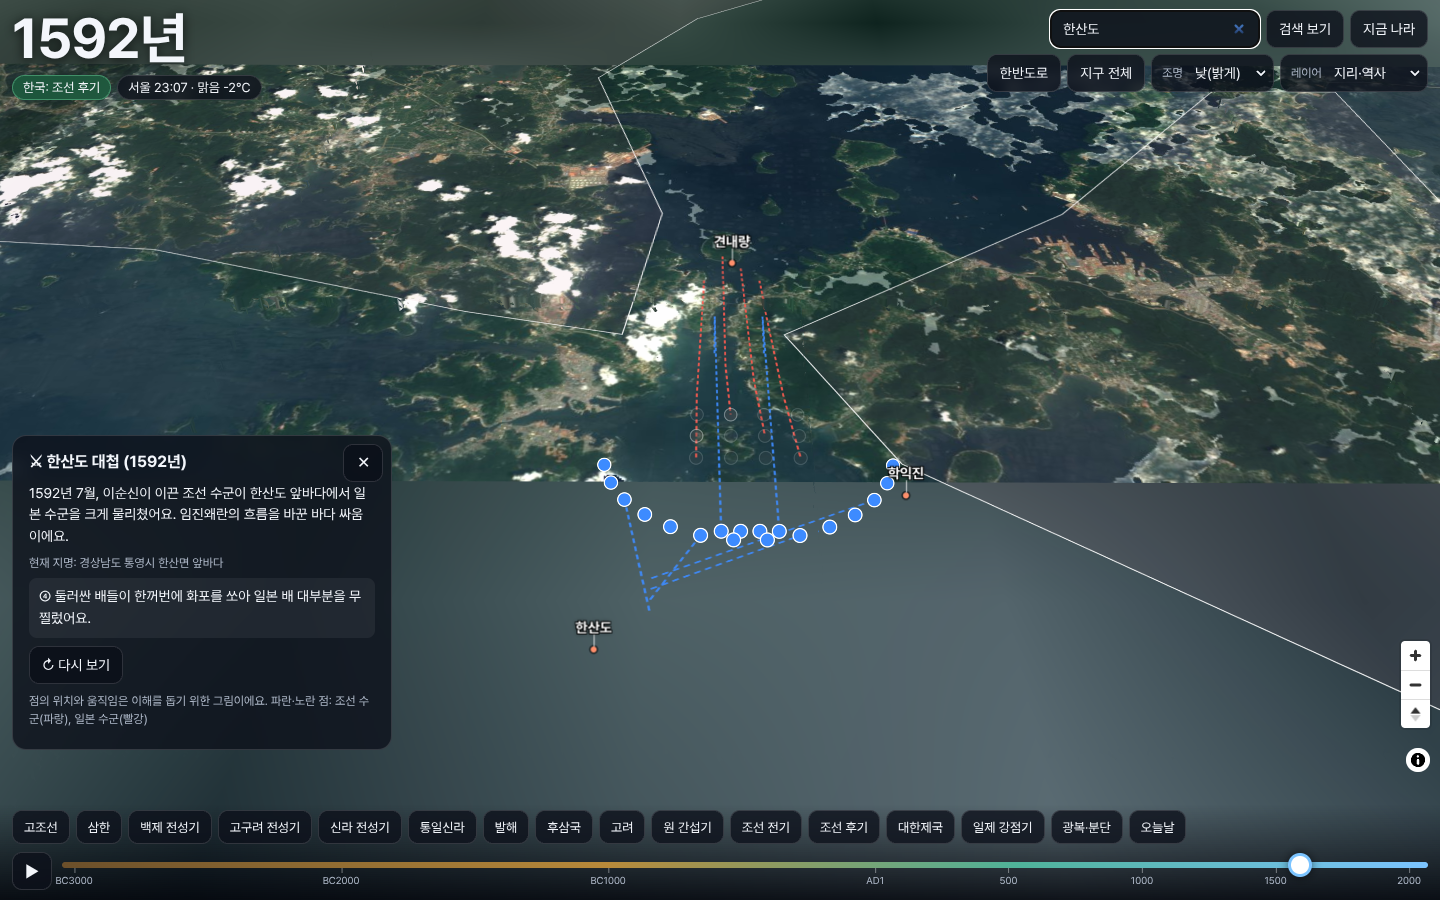 1592년
한국: 조선 후기
서울 23:07 · 맑음 -2°C
한산도
검색 보기
지금 나라
한반도로
지구 전체
조명 낮(밝게)
레이어 지리·역사
견내량
학익진
한산도
⚔ 한산도 대첩 (1592년)
1592년 7월, 이순신이 이끈 조선 수군이 한산도 앞바다에서 일
본 수군을 크게 물리쳤어요. 임진왜란의 흐름을 바꾼 바다 싸움
이에요.
현재 지명: 경상남도 통영시 한산면 앞바다
④ 둘러싼 배들이 한꺼번에 화포를 쏘아 일본 배 대부분을 무
찔렀어요.
↻ 다시 보기
점의 위치와 움직임은 이해를 돕기 위한 그림이에요. 파란·노란 점: 조선 수
군(파랑), 일본 수군(빨강)
고조선
삼한
백제 전성기
고구려 전성기
신라 전성기
통일신라
발해
후삼국
고려
원 간섭기
조선 전기
조선 후기
대한제국
일제 강점기
광복·분단
오늘날
BC3000
BC2000
BC1000
AD1
500
1000
1500
2000